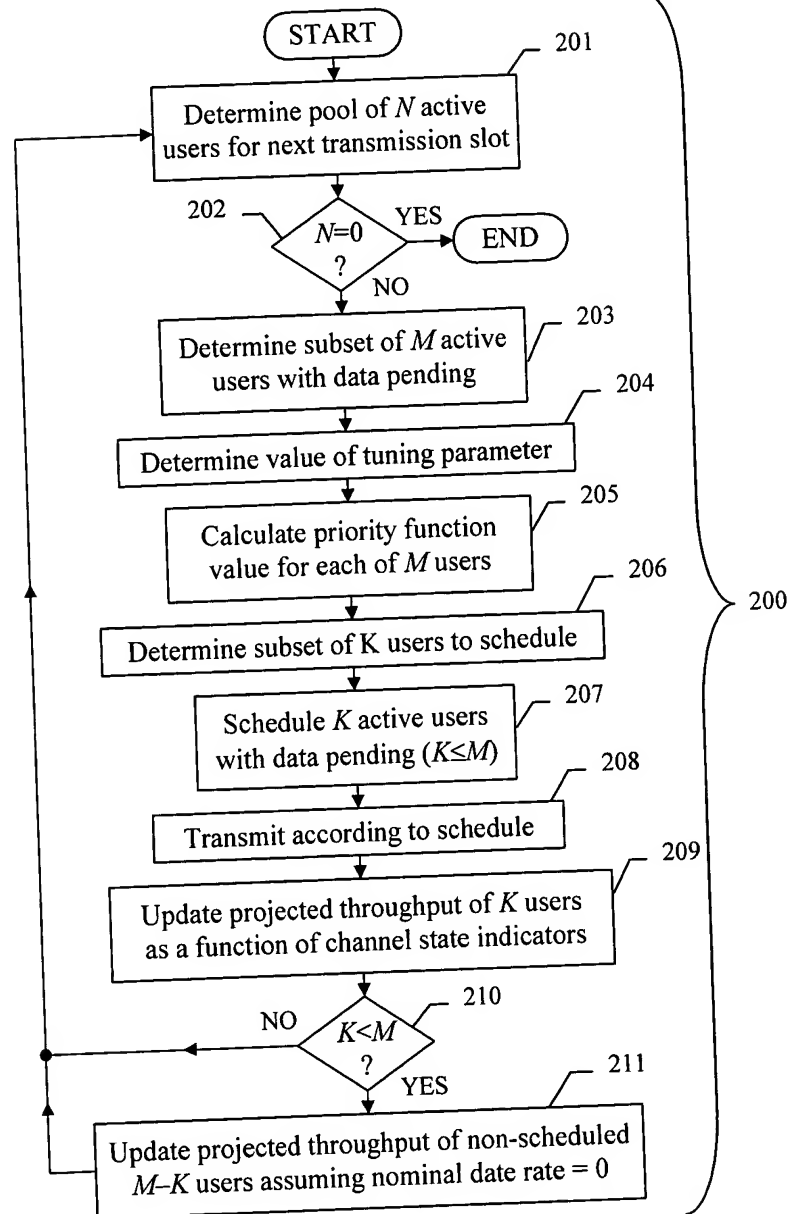 START
201
Determine pool of N active
users for next transmission slot
202
N=0
?
YES
END
NO
203
Determine subset of M active
users with data pending
204
Determine value of tuning parameter
205
Calculate priority function
value for each of M users
206
Determine subset of K users to schedule
200
207
Schedule K active users
with data pending (K≤M)
208
Transmit according to schedule
209
Update projected throughput of K users
as a function of channel state indicators
210
NO
K<M
?
YES
211
Update projected throughput of non-scheduled
M–K users assuming nominal date rate = 0